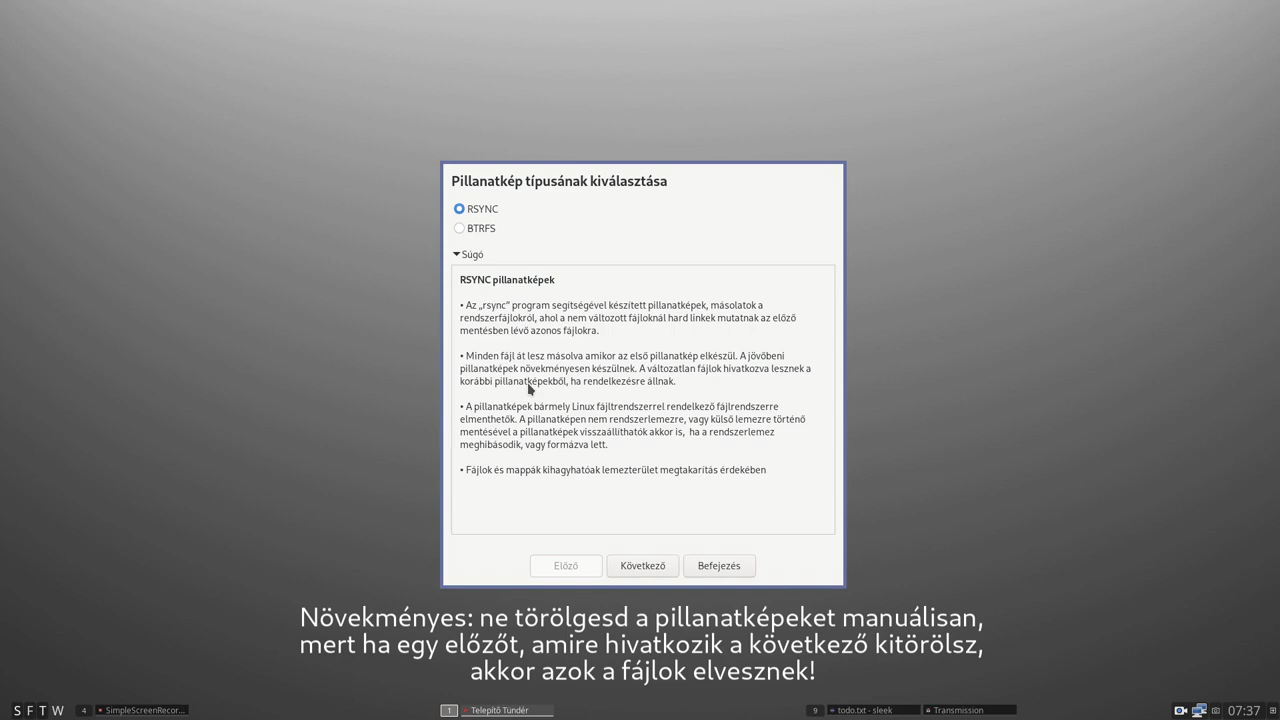 Pillanatkép típusának kiválasztása
RSYNC
BTRFS
Súgó
RSYNC pillanatképek
• Az „rsync” program segítségével készített pillanatképek, másolatok a
rendszerfájlokról, ahol a nem változott fájloknál hard linkek mutatnak az előző
mentésben lévő azonos fájlokra.
• Minden fájl át lesz másolva amikor az első pillanatkép elkészül. A jövőbeni
pillanatképek növekményesen készülnek. A változatlan fájlok hivatkozva lesznek a
korábbi pillanatképekből, ha rendelkezésre állnak.
• A pillanatképek bármely Linux fájltrendszerrel rendelkező fájlrendszerre
elmenthetők. A pillanatképen nem rendszerlemezre, vagy külső lemezre történő
mentésével a pillanatképek visszaállíthatók akkor is,  ha a rendszerlemez
meghibásodik, vagy formázva lett.
• Fájlok és mappák kihagyhatóak lemezterület megtakarítás érdekében
Előző Következő Befejezés
Növekményes: ne törölgesd a pillanatképeket manuálisan,
mert ha egy előzőt, amire hivatkozik a következő kitörölsz,
akkor azok a fájlok elvesznek!
S F T W 4 SimpleScreenRecor... 1 Telepítő Tündér 9 todo.txt - sleek Transmission 07:37